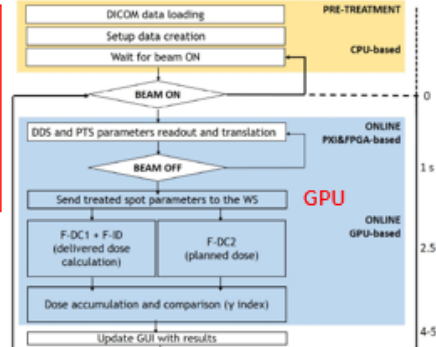 DICOM data loading
PRE-TREATMENT
Setup data creation
Wait for beam ON
CPU-based
BEAM ON
0
DDS and PTS parameters readout and translation
ONLINE
PXI&FPGA-based
BEAM OFF
1 s
Send treated spot parameters to the WS
GPU
ONLINE
GPU-based
F-DC1 + F-ID
(delivered dose
calculation)
F-DC2
(planned dose)
2.5
Dose accumulation and comparison (γ index)
4-5
Update GUI with results